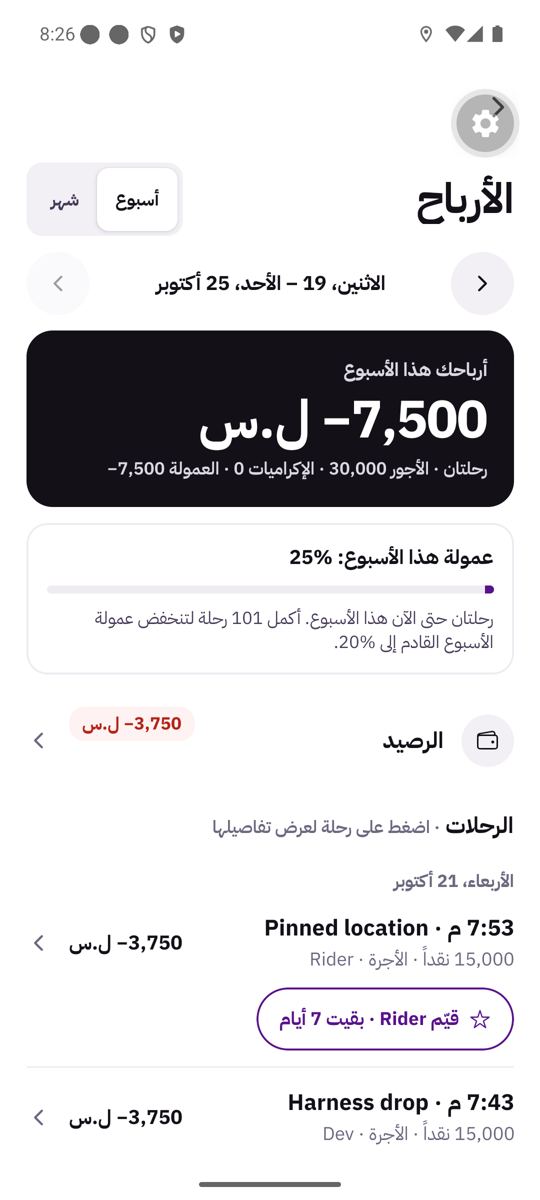 8:26
الأرباح
أسبوع
شهر
الاثنين، 19 – الأحد، 25 أكتوبر
أرباحك هذا الأسبوع
−7,500 ل.س
رحلتان · الأجور 30,000 · الإكراميات 0 · العمولة −7,500
عمولة هذا الأسبوع: 25%
رحلتان حتى الآن هذا الأسبوع. أكمل 101 رحلة لتنخفض عمولة
الأسبوع القادم إلى 20%.
الرصيد
−3,750 ل.س
الرحلات · اضغط على رحلة لعرض تفاصيلها
الأربعاء، 21 أكتوبر
7:53 م · Pinned location
−3,750 ل.س
15,000 نقداً · الأجرة · Rider
قيّم Rider · بقيت 7 أيام
7:43 م · Harness drop
−3,750 ل.س
15,000 نقداً · الأجرة · Dev